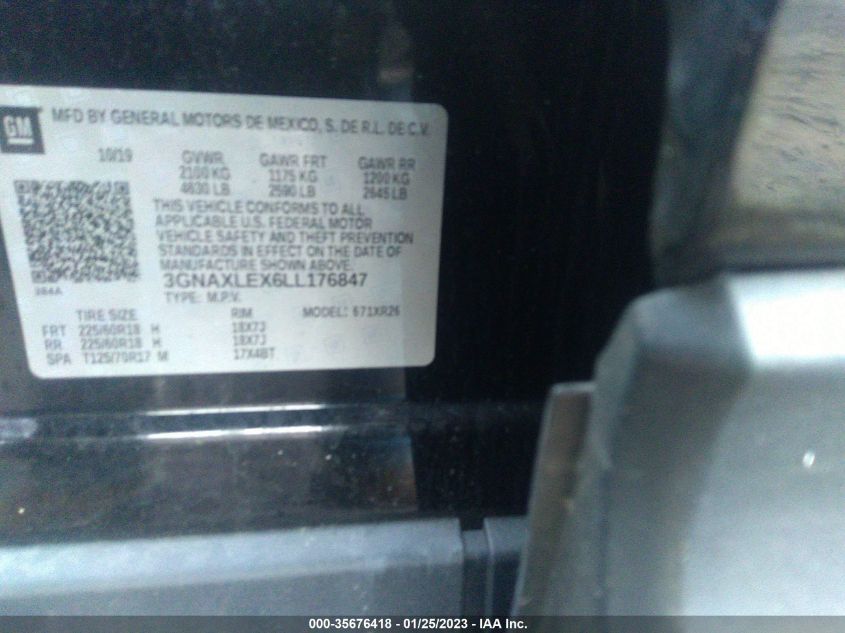 GM
MFD BY GENERAL MOTORS DE MEXICO, S. DE R.L. DE C.V.
10/19 GVWR GAWR FRT GAWR RR
2100 KG 1175 KG 1200 KG
4630 LB 2590 LB 2645 LB
THIS VEHICLE CONFORMS TO ALL
APPLICABLE U.S. FEDERAL MOTOR
VEHICLE SAFETY AND THEFT PREVENTION
STANDARDS IN EFFECT ON THE DATE OF
MANUFACTURE SHOWN ABOVE.
3GNAXLEX6LL176847
384A
TYPE: M.P.V.
TIRE SIZE RIM MODEL: 671XR26
FRT 225/60R18 H 18X7J
RR 225/60R18 H 18X7J
SPA T125/70R17 M 17X4BT
000-35676418 - 01/25/2023 - IAA Inc.